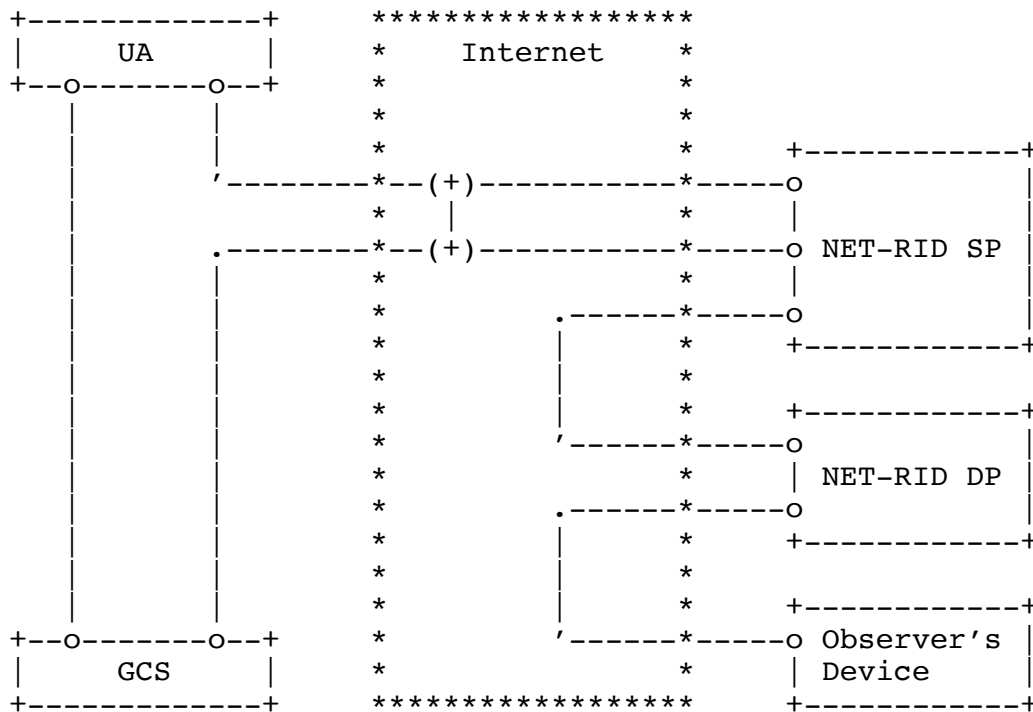 UA
Internet
NET-RID SP
NET-RID DP
Observer's
Device
GCS